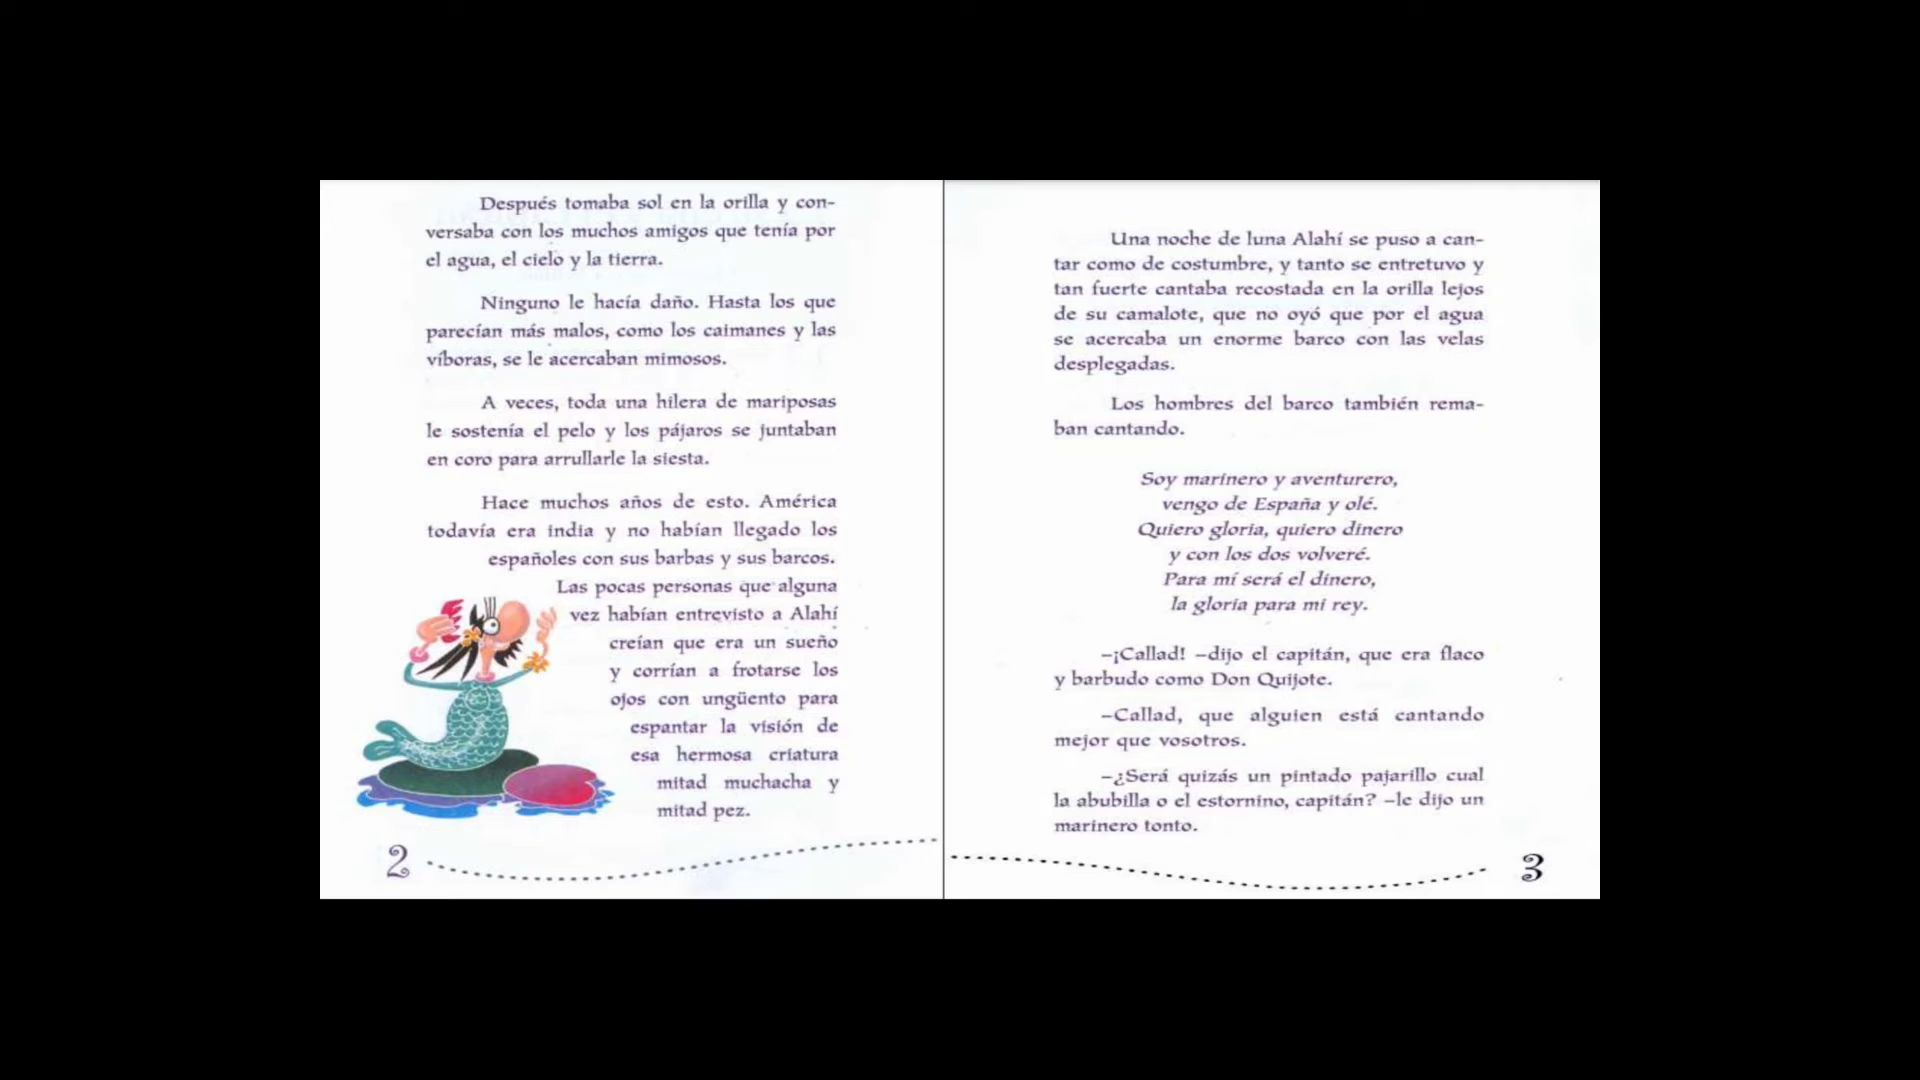 Después tomaba sol en la orilla y con-
versaba con los muchos amigos que tenía por
el agua, el cielo y la tierra.
Ninguno le hacía daño. Hasta los que
parecían más malos, como los caimanes y las
víboras, se le acercaban mimosos.
A veces, toda una hilera de mariposas
le sostenía el pelo y los pájaros se juntaban
en coro para arrullarle la siesta.
Hace muchos años de esto. América
todavía era india y no habían llegado los
españoles con sus barbas y sus barcos.
Las pocas personas que alguna
vez habían entrevisto a Alahí
creían que era un sueño
y corrían a frotarse los
ojos con ungüento para
espantar la visión de
esa hermosa criatura
mitad muchacha y
mitad pez.
2
Una noche de luna Alahí se puso a can-
tar como de costumbre, y tanto se entretuvo y
tan fuerte cantaba recostada en la orilla lejos
de su camalote, que no oyó que por el agua
se acercaba un enorme barco con las velas
desplegadas.
Los hombres del barco también rema-
ban cantando.
Soy marinero y aventurero,
vengo de España y olé.
Quiero gloria, quiero dinero
y con los dos volveré.
Para mí será el dinero,
la gloria para mi rey.
–¡Callad! –dijo el capitán, que era flaco
y barbudo como Don Quijote.
–Callad, que alguien está cantando
mejor que vosotros.
–¿Será quizás un pintado pajarillo cual
la abubilla o el estornino, capitán? –le dijo un
marinero tonto.
3